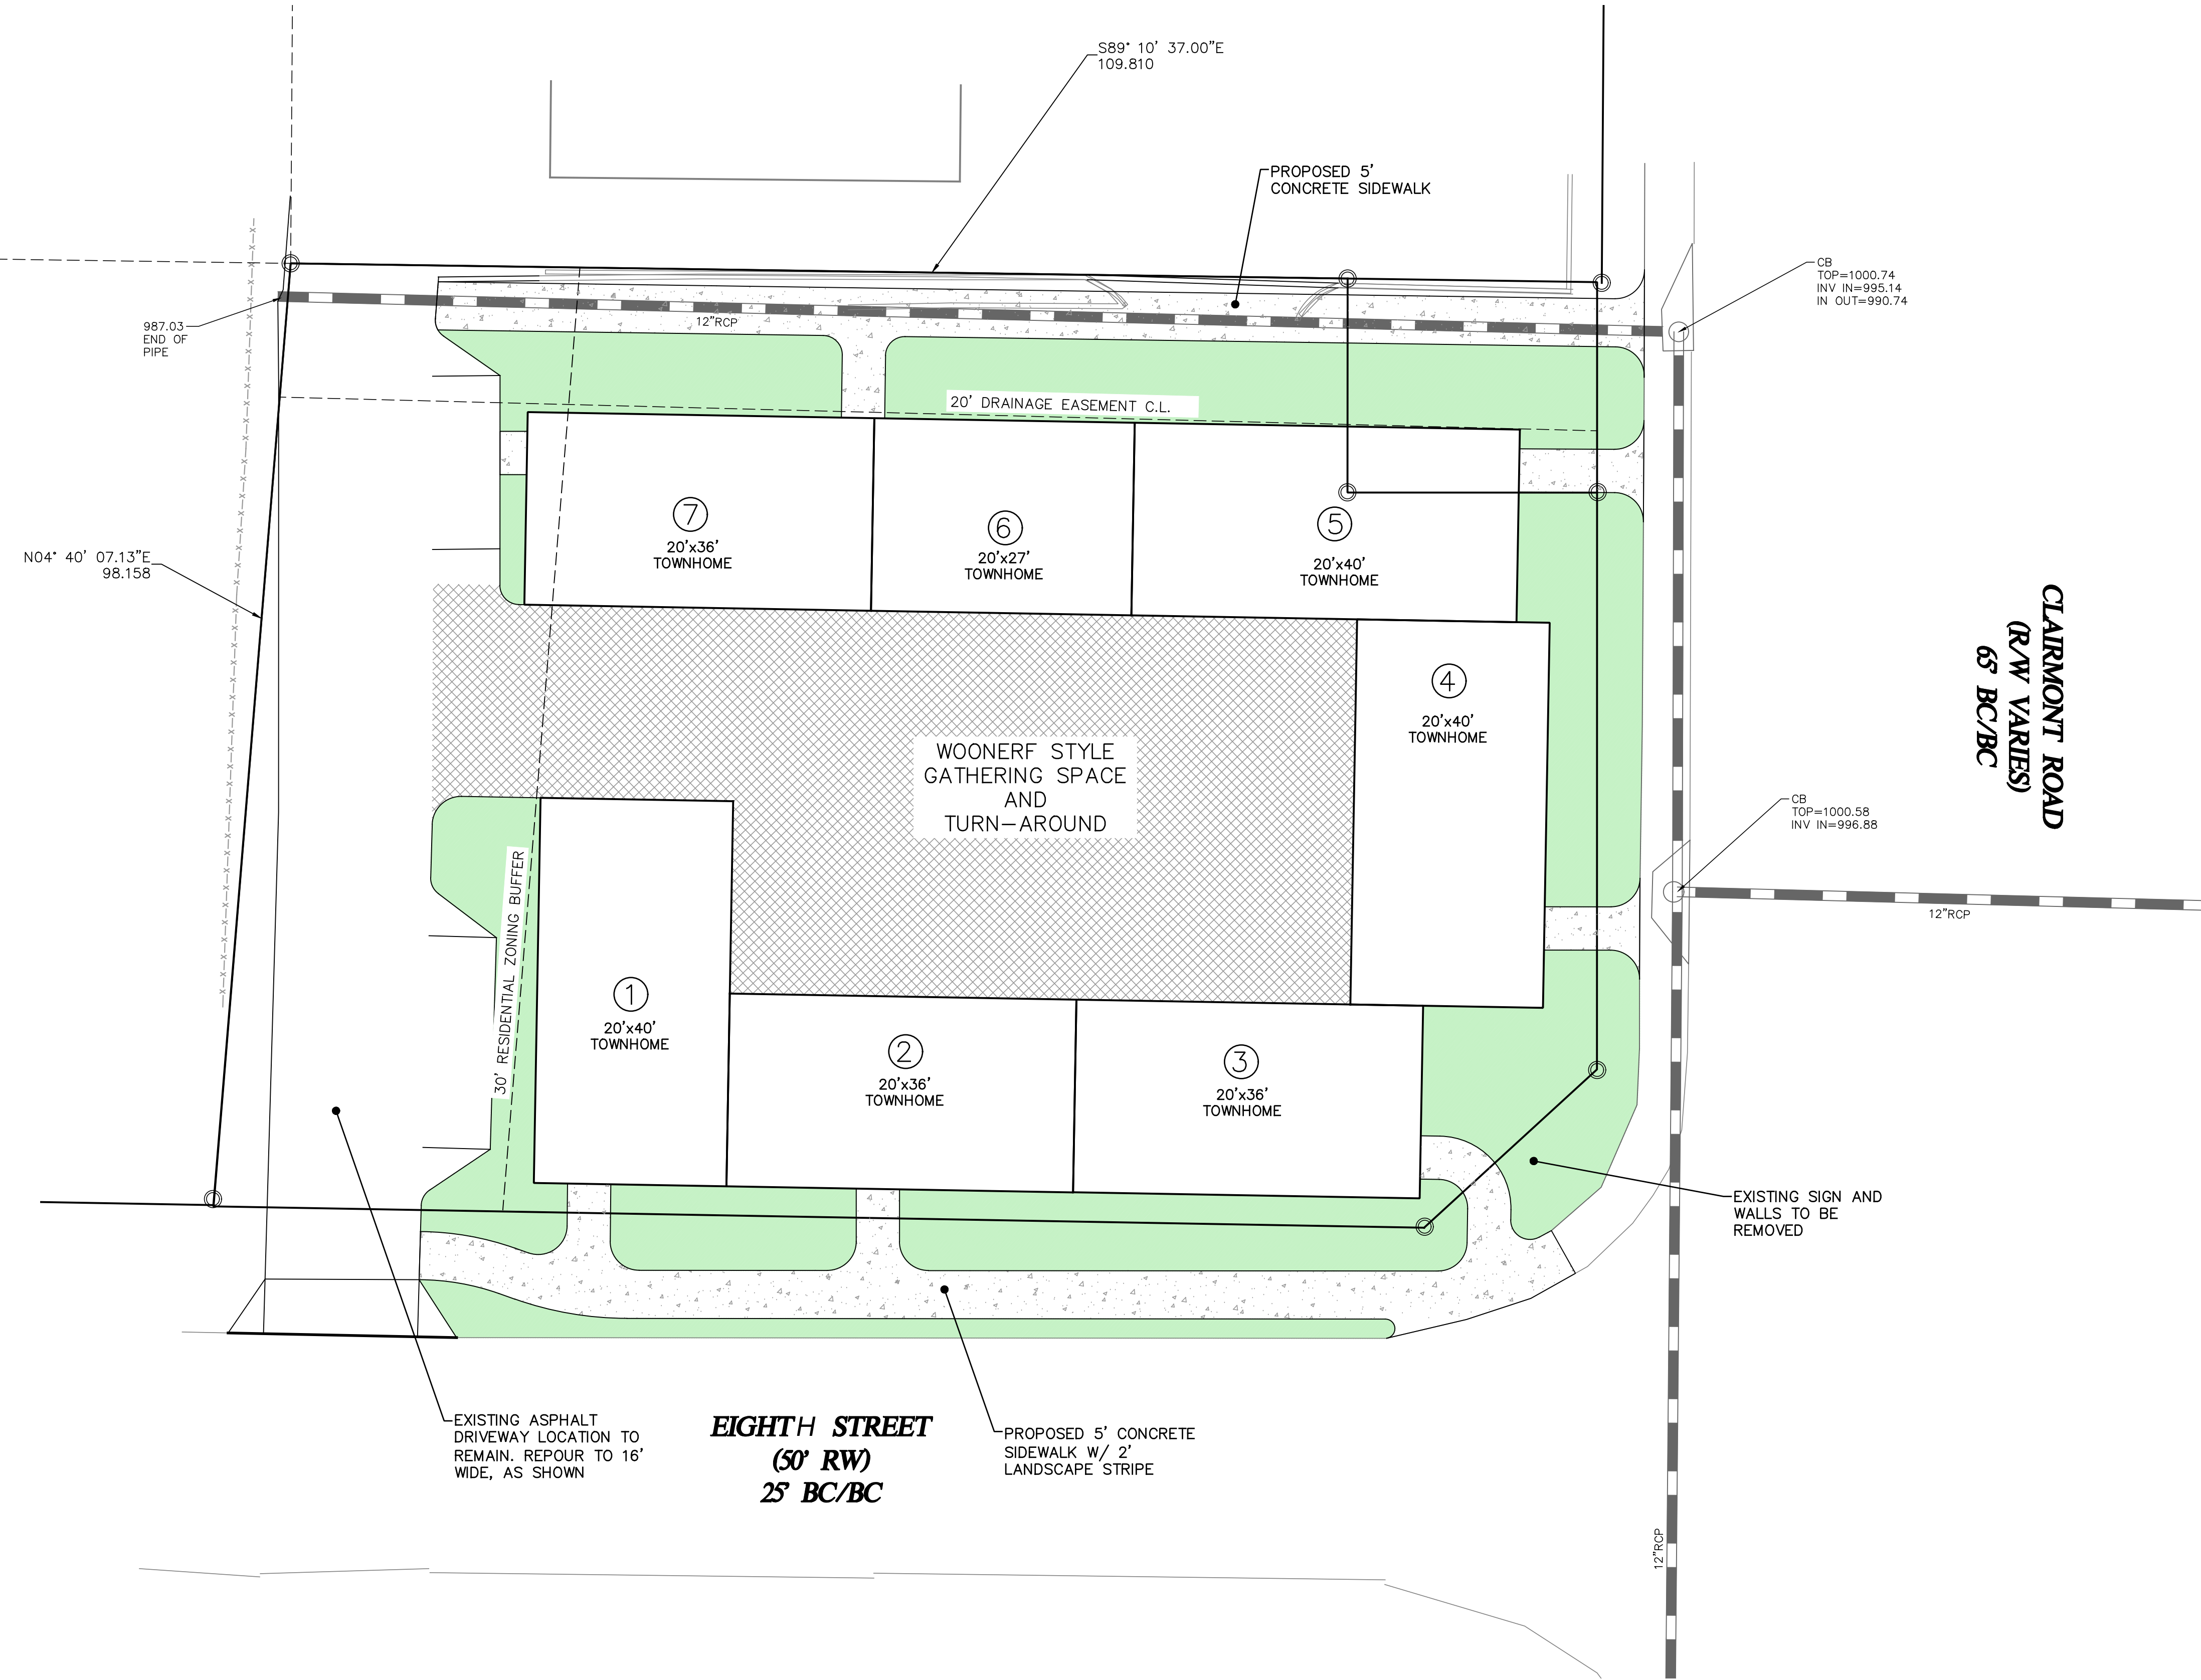 S89° 10' 37.00"E
109.810
PROPOSED 5'
CONCRETE SIDEWALK
CB
TOP=1000.74
INV IN=995.14
IN OUT=990.74
987.03
END OF
PIPE
12"RCP
20' DRAINAGE EASEMENT C.L.
N04° 40' 07.13"E
98.158
7
20'x36'
TOWNHOME
6
20'x27'
TOWNHOME
5
20'x40'
TOWNHOME
4
20'x40'
TOWNHOME
CLAIRMONT ROAD
(R/W VARIES)
65' BC/BC
WOONERF STYLE
GATHERING SPACE
AND
TURN-AROUND
CB
TOP=1000.58
INV IN=996.88
12"RCP
30' RESIDENTIAL ZONING BUFFER
1
20'x40'
TOWNHOME
2
20'x36'
TOWNHOME
3
20'x36'
TOWNHOME
EXISTING SIGN AND
WALLS TO BE
REMOVED
EXISTING ASPHALT
DRIVEWAY LOCATION TO
REMAIN. REPOUR TO 16'
WIDE, AS SHOWN
EIGHTH STREET
(50' RW)
25' BC/BC
PROPOSED 5' CONCRETE
SIDEWALK W/ 2'
LANDSCAPE STRIPE
12"RCP